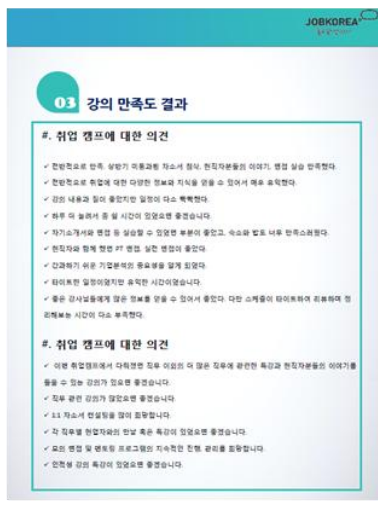 JOBKOREA
03 강의 만족도 결과
#. 취업 캠프에 대한 의견
✓ 전반적으로 만족. 상반기 미통과된 자소서 첨삭, 현직자분들의 이야기, 면접 실습 만족했다.
✓ 전반적으로 취업에 대한 다양한 정보와 지식을 얻을 수 있어서 매우 유익했다.
✓ 강의 내용과 질이 좋았지만 일정이 다소 빡빡했다.
✓ 하루 더 늘려서 좀 쉴 시간이 있었으면 좋겠습니다.
✓ 자기소개서와 면접 등 실습할 수 있었던 부분이 좋았고, 숙소와 밥도 너무 만족스러웠다.
✓ 현직자와 함께 했던 PT 면접, 실전 면접이 좋았다.
✓ 간과하기 쉬운 기업분석의 중요성을 알게 되었다.
✓ 타이트한 일정이었지만 유익한 시간이었습니다.
✓ 좋은 강사님들에게 많은 정보를 얻을 수 있어서 좋았다. 다만 스케줄이 타이트하여 리뷰하며 정
리해보는 시간이 다소 부족했다.
#. 취업 캠프에 대한 의견
✓ 이번 취업캠프에서 다뤄졌던 직무 이외의 더 많은 직무에 관련한 특강과 현직자분들의 이야기를
들을 수 있는 강의가 있으면 좋겠습니다.
✓ 직무 관련 강의가 많았으면 좋겠습니다.
✓ 1:1 자소서 컨설팅을 많이 희망합니다.
✓ 각 직무별 현업자와의 만남 혹은 특강이 있었으면 좋겠습니다.
✓ 모의 면접 및 멘토링 프로그램의 지속적인 진행, 관리를 희망합니다.
✓ 인적성 강의 특강이 있었으면 좋겠습니다.